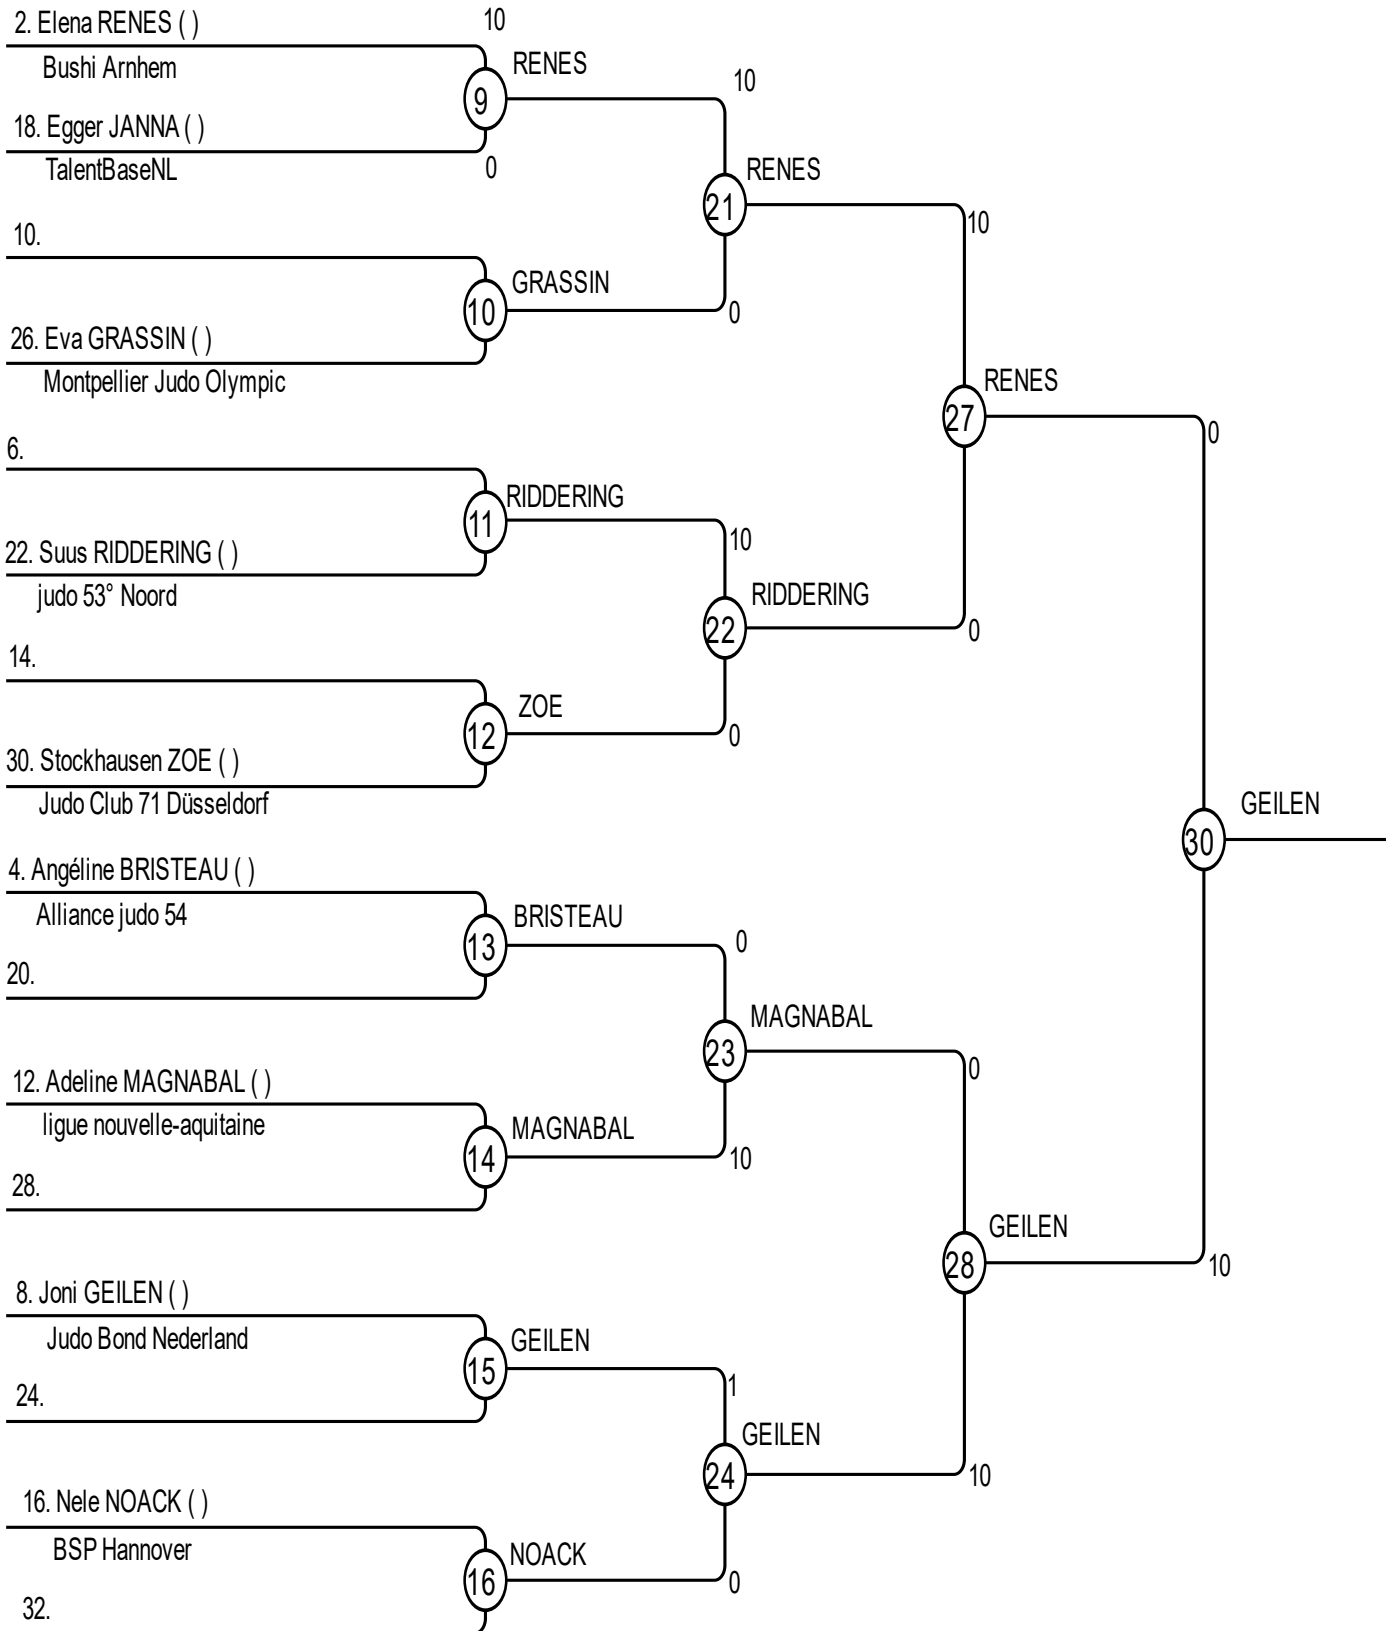 2. Elena RENES ( )
10
Bushi Arnhem
RENES
9
10
18. Egger JANNA ( )
0
TalentBaseNL
RENES
21
10
10.
GRASSIN
10
0
26. Eva GRASSIN ( )
Montpellier Judo Olympic
RENES
27
0
6.
RIDDERING
11
10
22. Suus RIDDERING ( )
judo 53° Noord
RIDDERING
22
0
14.
ZOE
12
0
30. Stockhausen ZOE ( )
Judo Club 71 Düsseldorf
GEILEN
30
4. Angéline BRISTEAU ( )
Alliance judo 54
BRISTEAU
13
0
20.
MAGNABAL
23
0
12. Adeline MAGNABAL ( )
ligue nouvelle-aquitaine
MAGNABAL
14
10
28.
GEILEN
28
10
8. Joni GEILEN ( )
Judo Bond Nederland
GEILEN
15
1
24.
GEILEN
24
10
16. Nele NOACK ( )
BSP Hannover
NOACK
16
0
32.